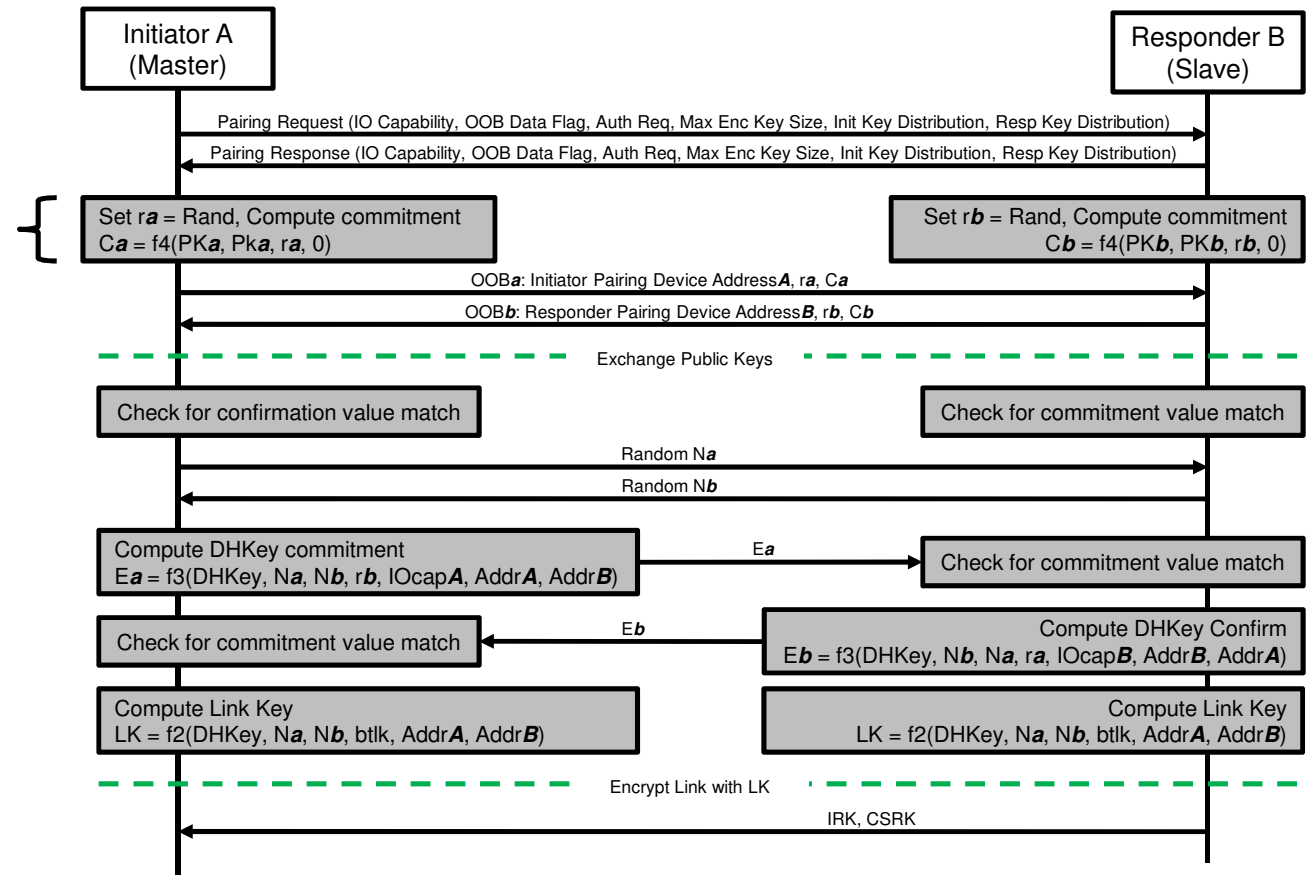 Initiator A
(Master)
Responder B
(Slave)
Pairing Request (IO Capability, OOB Data Flag, Auth Req, Max Enc Key Size, Init Key Distribution, Resp Key Distribution)
Pairing Response (IO Capability, OOB Data Flag, Auth Req, Max Enc Key Size, Init Key Distribution, Resp Key Distribution)
Set ra = Rand, Compute commitment
Ca = f4(PKa, Pka, ra, 0)
Set rb = Rand, Compute commitment
Cb = f4(PKb, PKb, rb, 0)
OOBa: Initiator Pairing Device AddressA, ra, Ca
OOBb: Responder Pairing Device AddressB, rb, Cb
Exchange Public Keys
Check for confirmation value match
Check for commitment value match
Random Na
Random Nb
Compute DHKey commitment
Ea = f3(DHKey, Na, Nb, rb, IOcapA, AddrA, AddrB)
Ea
Check for commitment value match
Check for commitment value match
Eb
Compute DHKey Confirm
Eb = f3(DHKey, Nb, Na, ra, IOcapB, AddrB, AddrA)
Compute Link Key
LK = f2(DHKey, Na, Nb, btlk, AddrA, AddrB)
Compute Link Key
LK = f2(DHKey, Na, Nb, btlk, AddrA, AddrB)
Encrypt Link with LK
IRK, CSRK